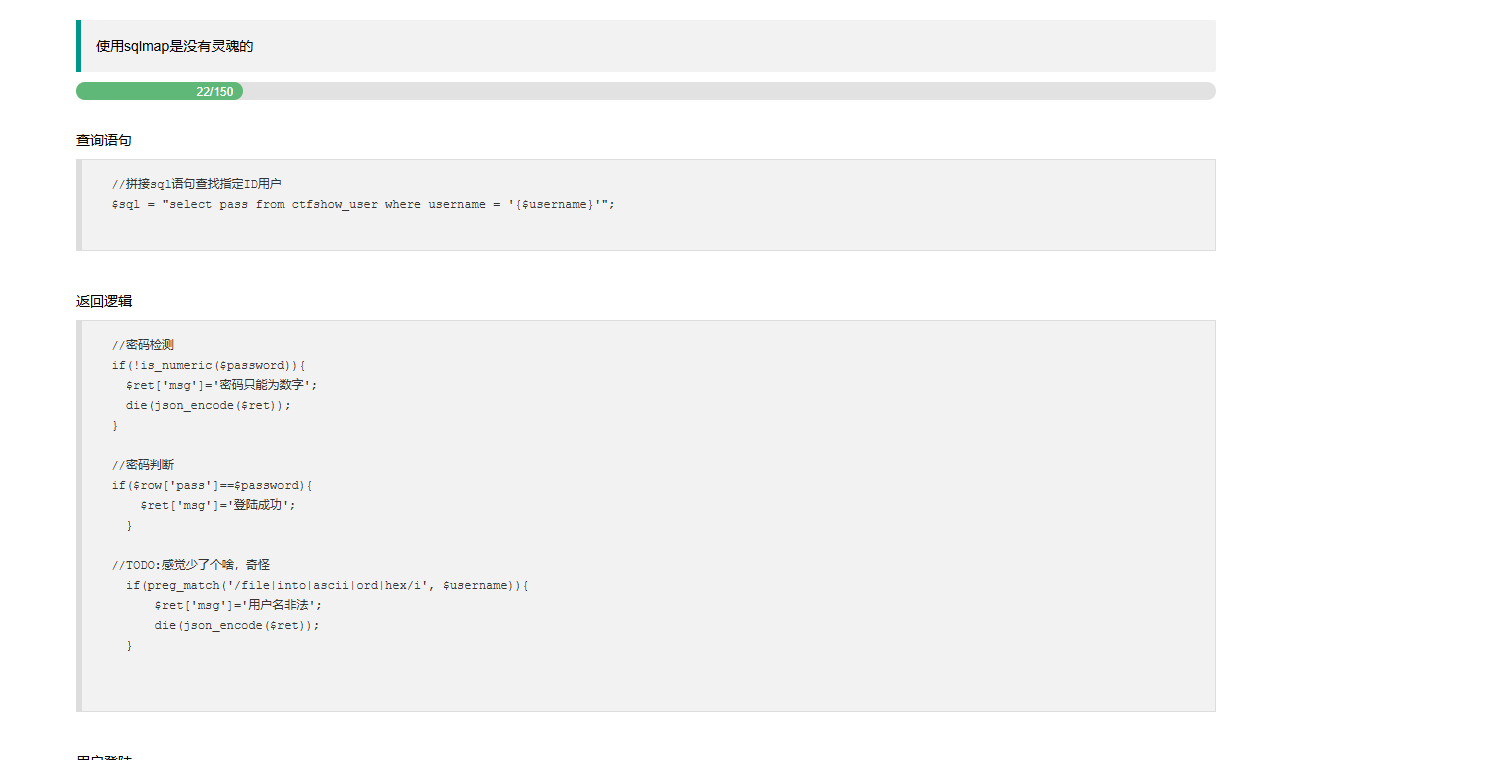 使用sqlmap是没有灵魂的
22/150
查询语句
//拼接sql语句查找指定ID用户
$sql = "select pass from ctfshow_user where username = '{$username}'";
返回逻辑
//密码检测
if(!is_numeric($password)){
$ret['msg']='密码只能为数字';
die(json_encode($ret));
}
//密码判断
if($row['pass']==$password){
$ret['msg']='登陆成功';
}
//TODO:感觉少了个啥，奇怪
if(preg_match('/file|into|ascii|ord|hex/i', $username)){
$ret['msg']='用户名非法';
die(json_encode($ret));
}
用户登陆